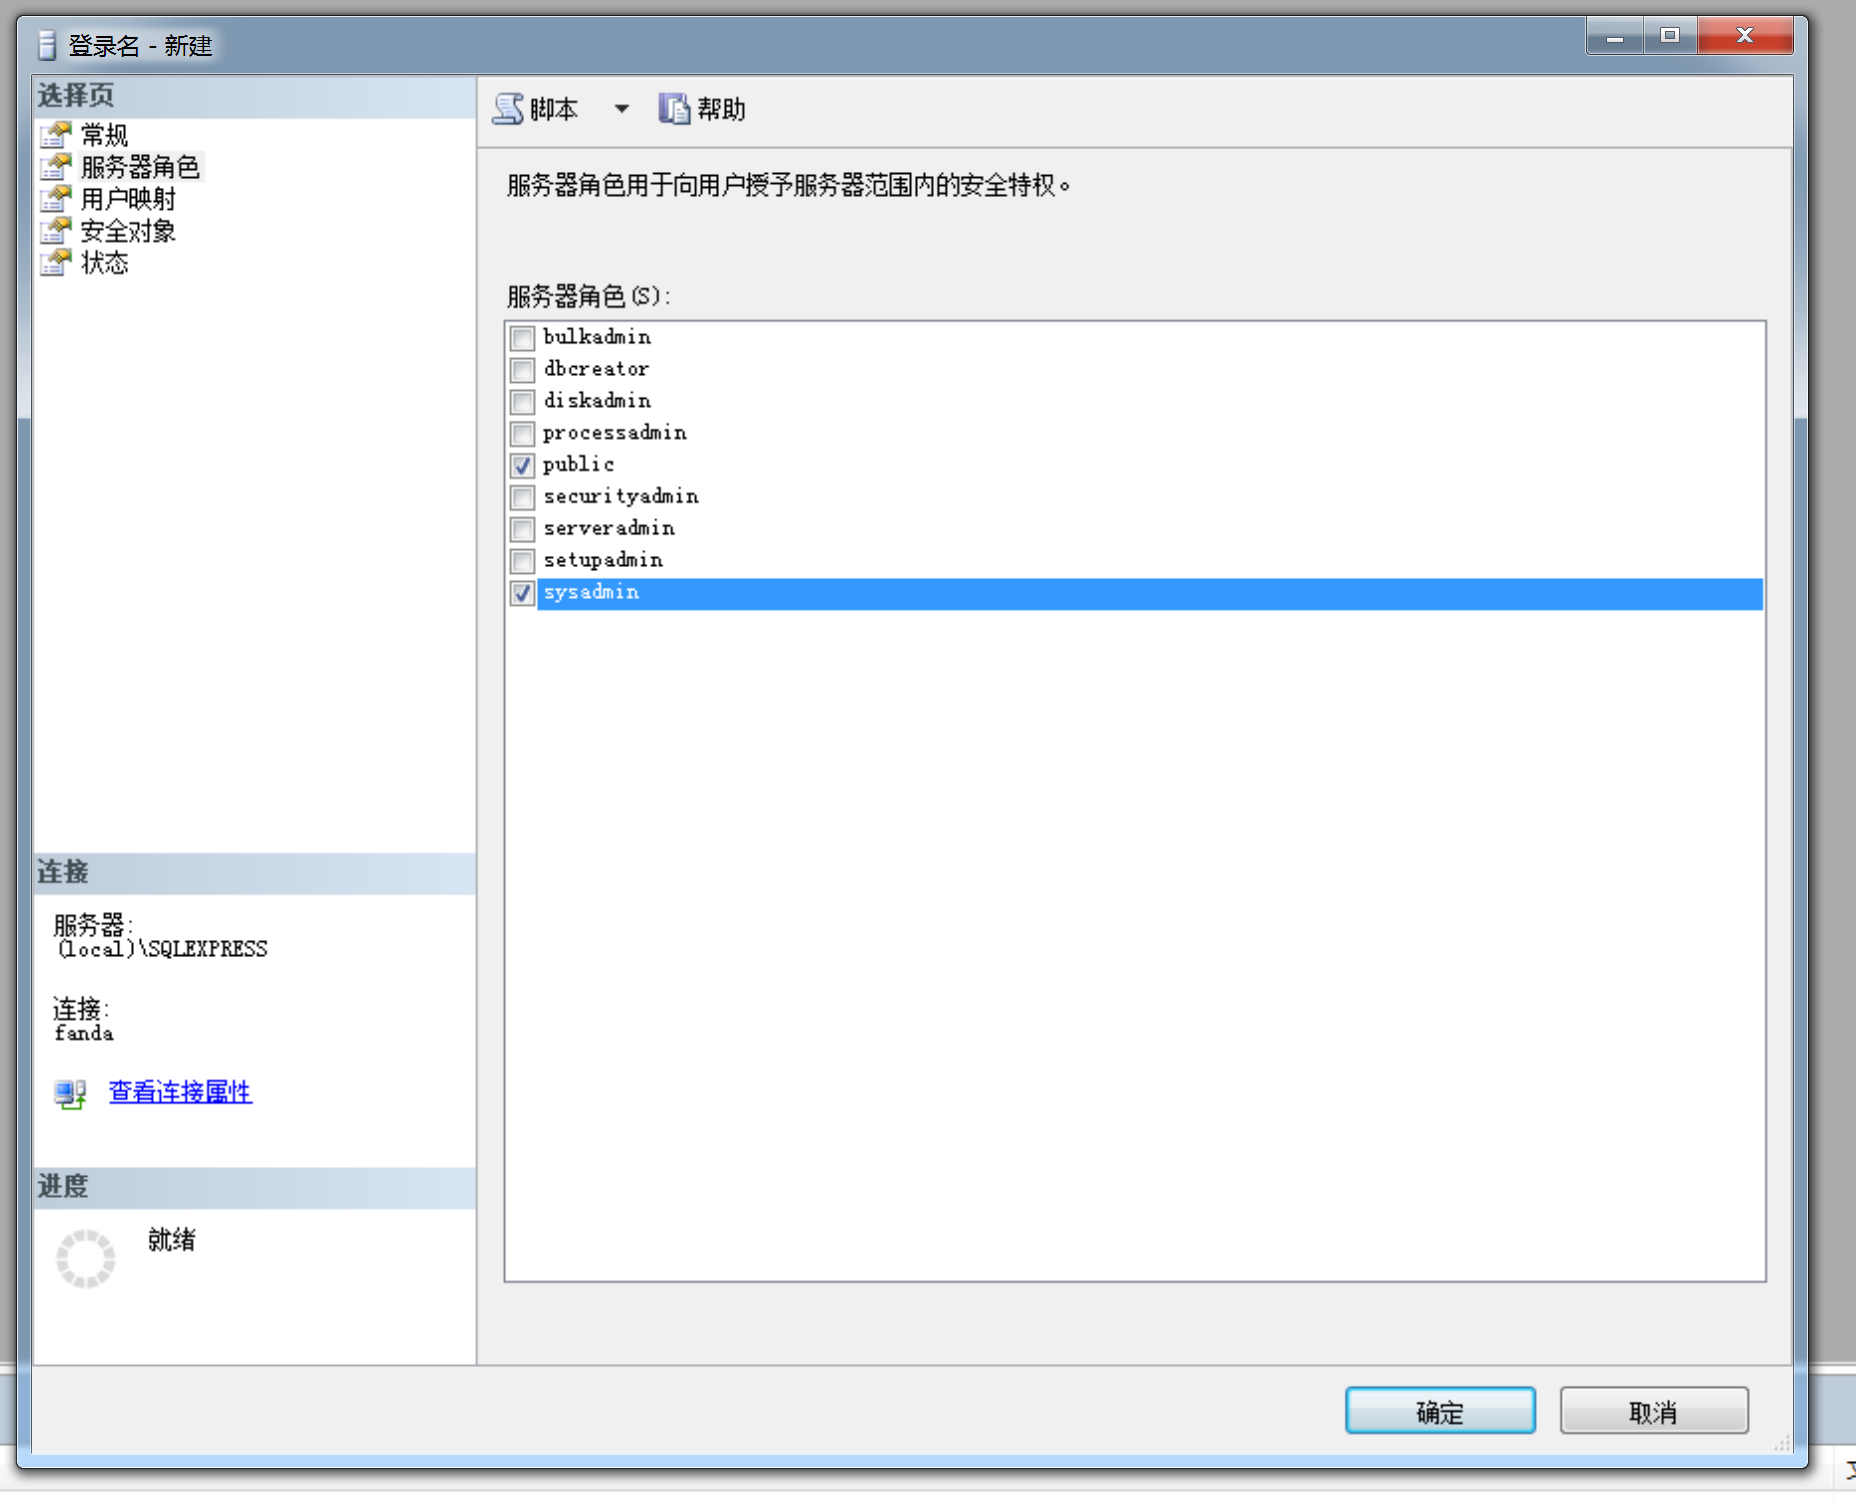 登录名 - 新建
选择页
常规
服务器角色
用户映射
安全对象
状态
脚本
帮助
服务器角色用于向用户授予服务器范围内的安全特权。
服务器角色(S):
bulkadmin
dbcreator
diskadmin
processadmin
public
securityadmin
serveradmin
setupadmin
sysadmin
连接
服务器:
(local)\SQLEXPRESS
连接:
fanda
查看连接属性
进度
就绪
确定
取消